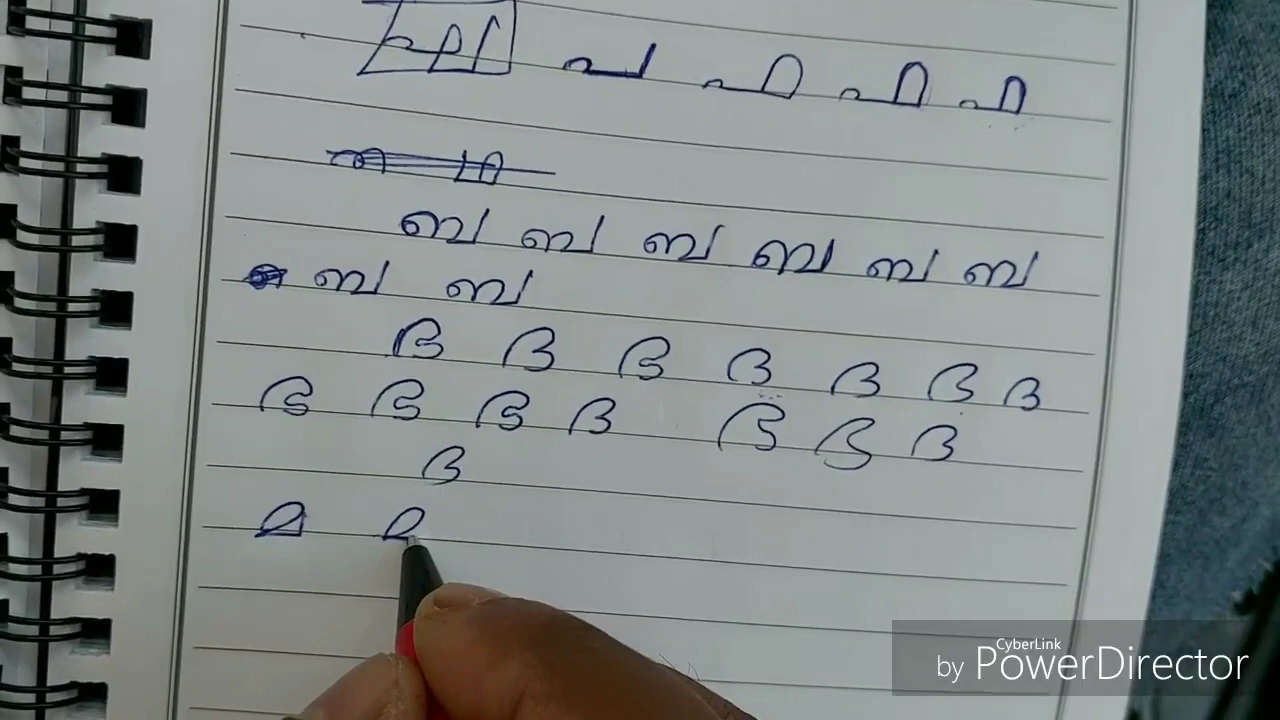 പ ഫ ഫ ഫ
ബ ബ ബ ബ ബ ബ
ബ ബ
ഭ ഭ ഭ ഭ ഭ ഭ ഭ
ഭ ഭ ഭ ഭ ഭ ഭ ഭ
ഭ
മ
CyberLink
by PowerDirector